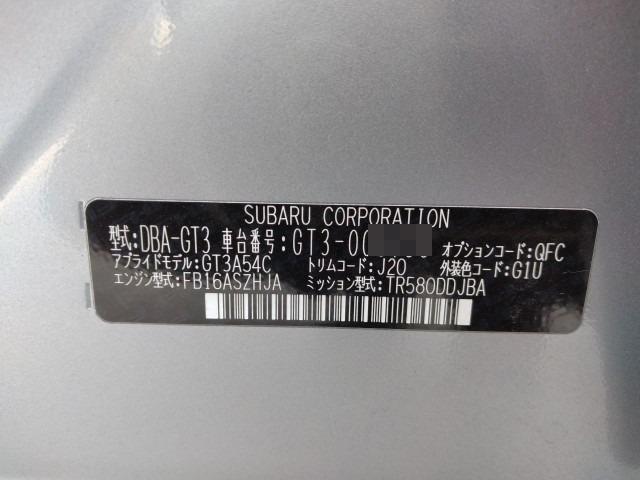 SUBARU CORPORATION
型式:DBA-GT3 車台番号:GT3-00 オプションコード:QFC
アプライドモデル:GT3A54C トリムコード:J20 外装色コード:G1U
エンジン型式:FB16ASZHJA ミッション型式:TR580DDJBA